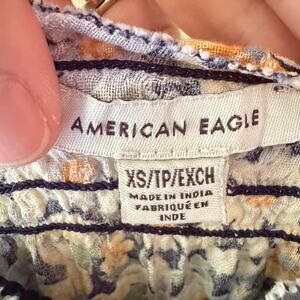 AMERICAN EAGLE
XS/TP/EXCH
MADE IN INDIA
FABRIQUÉ EN
INDE